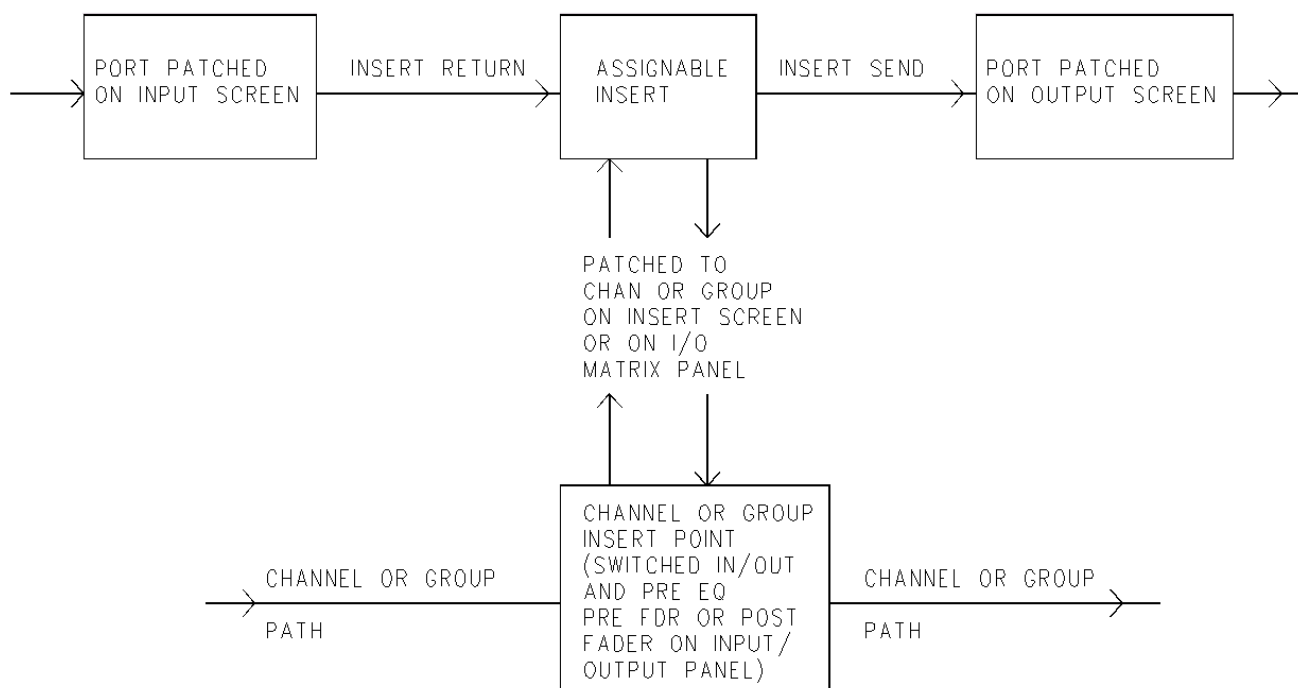 PORT PATCHED
ON INPUT SCREEN
INSERT RETURN
ASSIGNABLE
INSERT
INSERT SEND
PORT PATCHED
ON OUTPUT SCREEN
PATCHED TO
CHAN OR GROUP
ON INSERT SCREEN
OR ON I/O
MATRIX PANEL
CHANNEL OR GROUP
PATH
CHANNEL OR GROUP
INSERT POINT
(SWITCHED IN/OUT
AND PRE EQ
PRE FDR OR POST
FADER ON INPUT/
OUTPUT PANEL)
CHANNEL OR GROUP
PATH